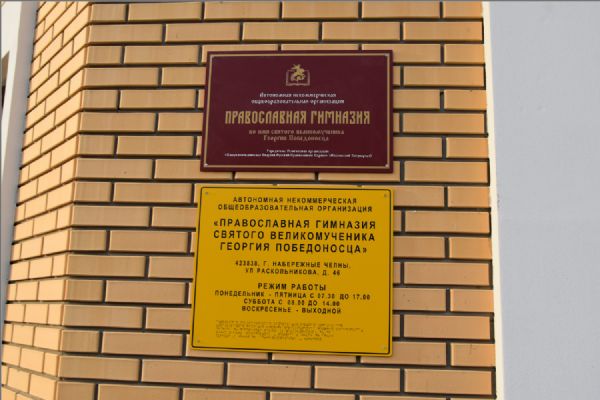 Автономная некоммерческая
общеобразовательная организация
ПРАВОСЛАВНАЯ ГИМНАЗИЯ
во имя святого великомученика
Георгия Победоносца
АВТОНОМНАЯ НЕКОММЕРЧЕСКАЯ
ОБЩЕОБРАЗОВАТЕЛЬНАЯ ОРГАНИЗАЦИЯ
«ПРАВОСЛАВНАЯ ГИМНАЗИЯ
СВЯТОГО ВЕЛИКОМУЧЕНИКА
ГЕОРГИЯ ПОБЕДОНОСЦА»
423838, Г. НАБЕРЕЖНЫЕ ЧЕЛНЫ,
УЛ РАСКОЛЬНИКОВА, Д. 46
РЕЖИМ РАБОТЫ
ПОНЕДЕЛЬНИК - ПЯТНИЦА С 07.30 ДО 17.00
СУББОТА С 08.00 ДО 14.00
ВОСКРЕСЕНЬЕ - ВЫХОДНОЙ